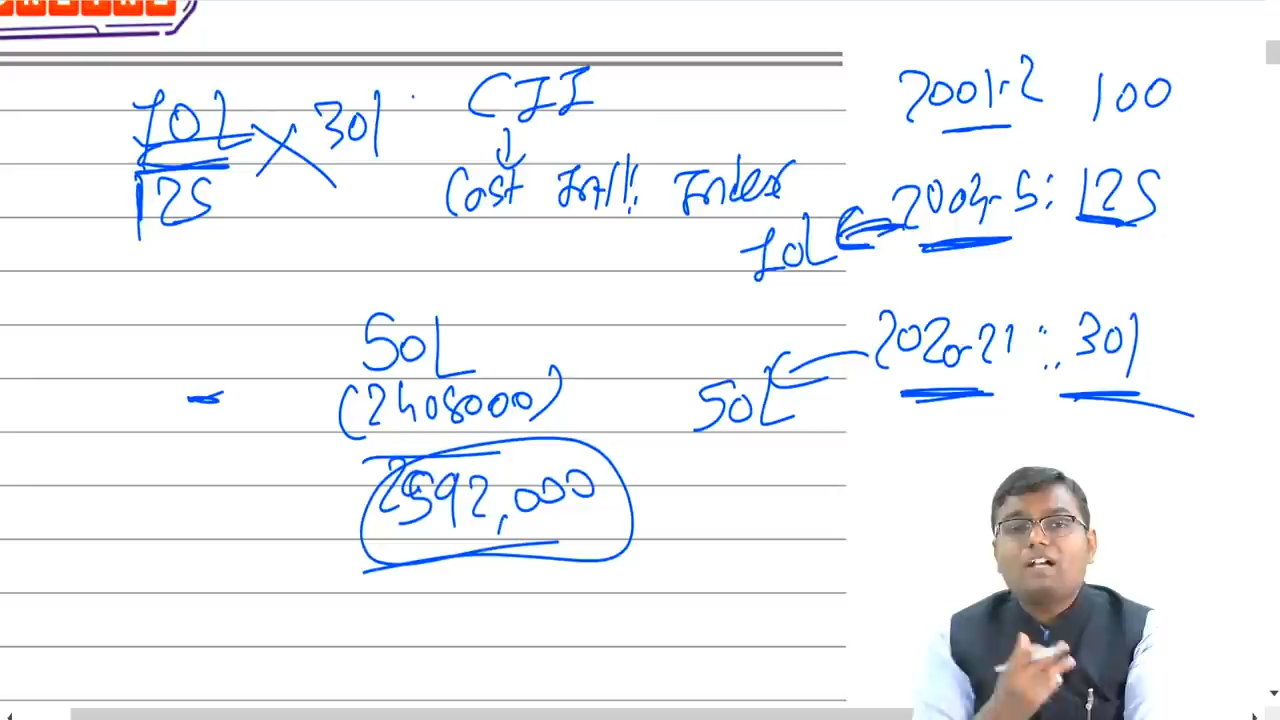 10L × 301
125
CII
Cost Infl: Index
2001-2 100
2004-5: 125
10L
2020-21 : 301
50L
50L
(2408000)
2592,000